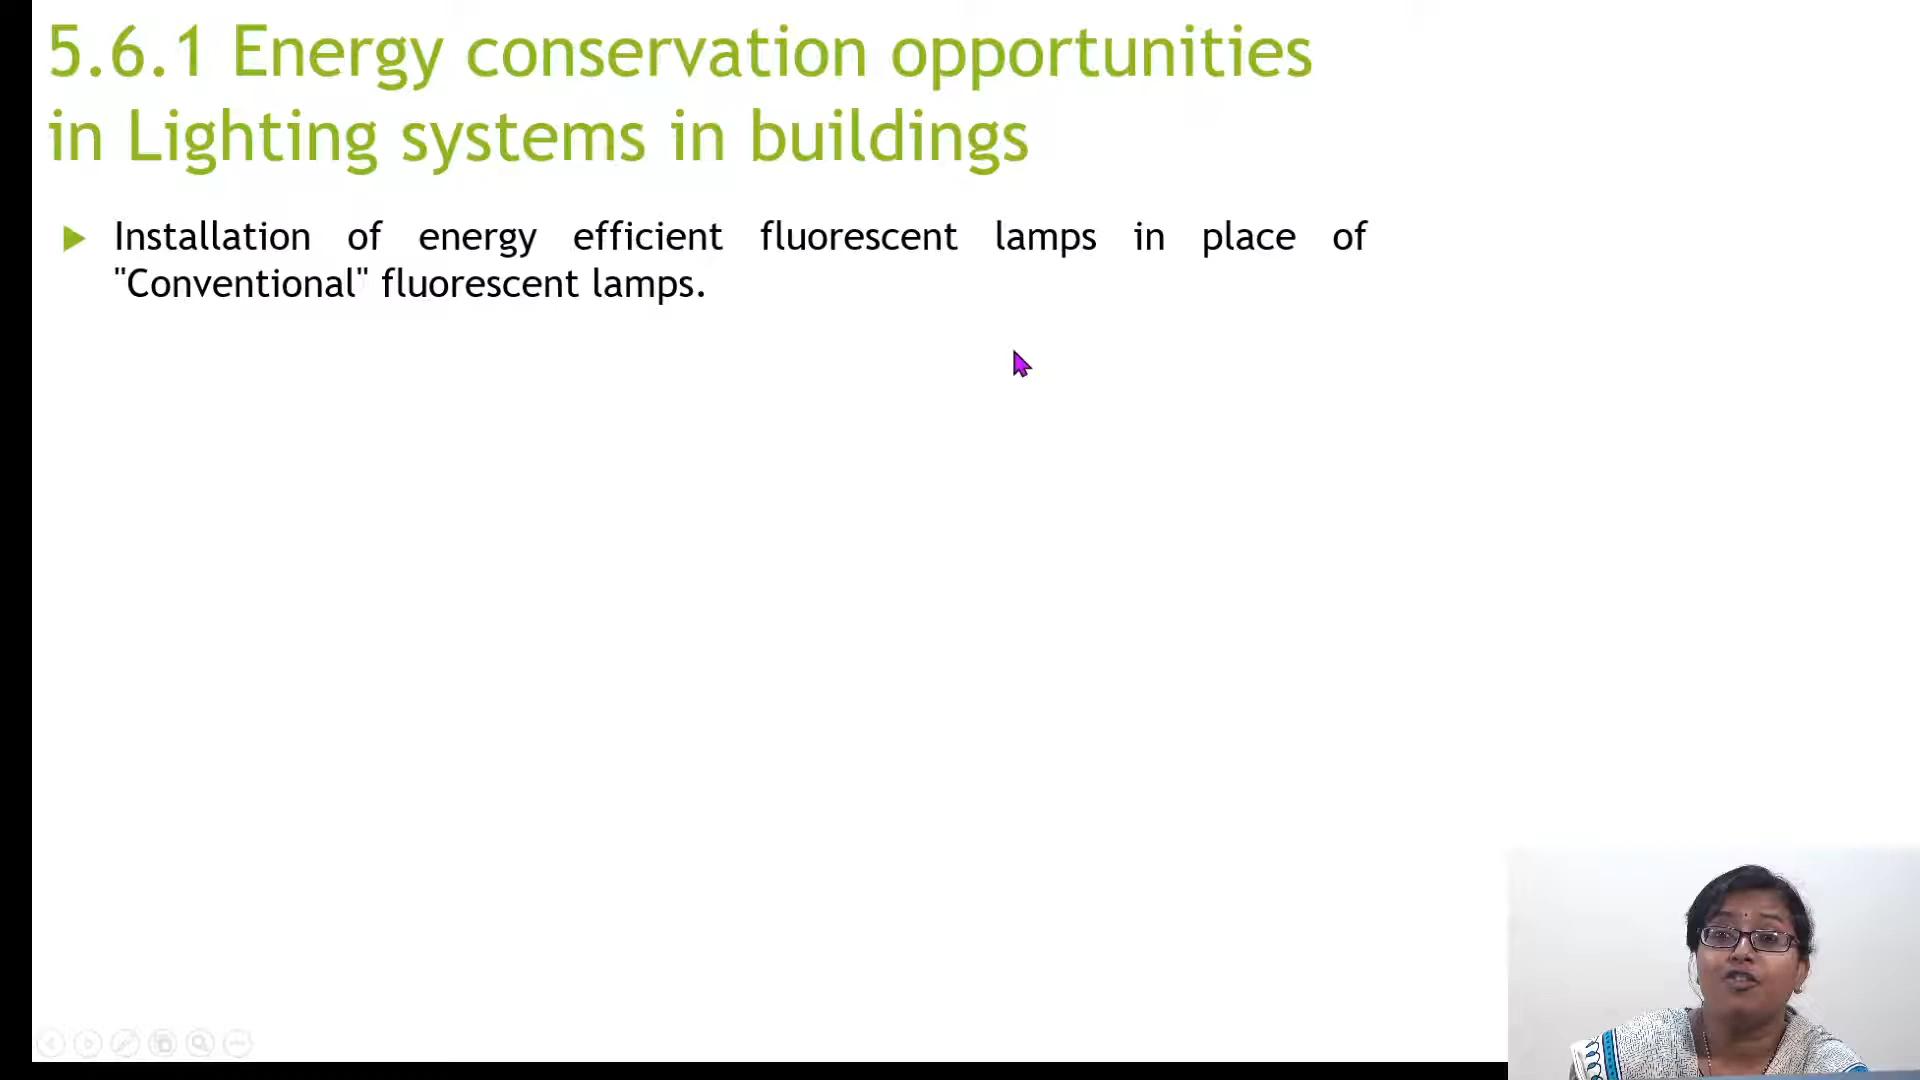 5.6.1 Energy conservation opportunities
in Lighting systems in buildings
Installation of energy efficient fluorescent lamps in place of
"Conventional" fluorescent lamps.